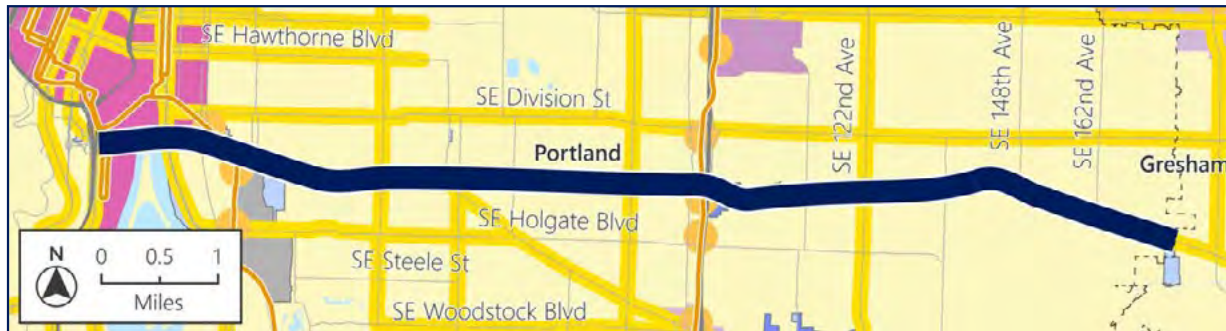 SE Hawthorne Blvd
SE Division St
SE 122nd Ave
SE 148th Ave
SE 162nd Ave
Portland
Gresham
SE Holgate Blvd
SE Steele St
SE Woodstock Blvd
N
0 0.5 1
Miles